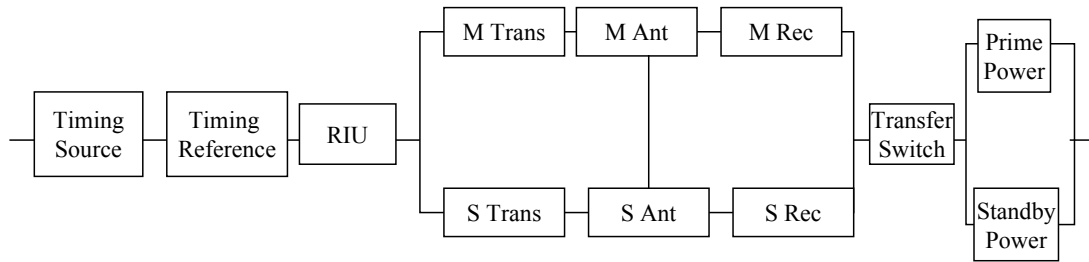 M Trans
M Ant
M Rec
Prime
Power
Timing
Source
Timing
Reference
RIU
Transfer
Switch
S Trans
S Ant
S Rec
Standby
Power